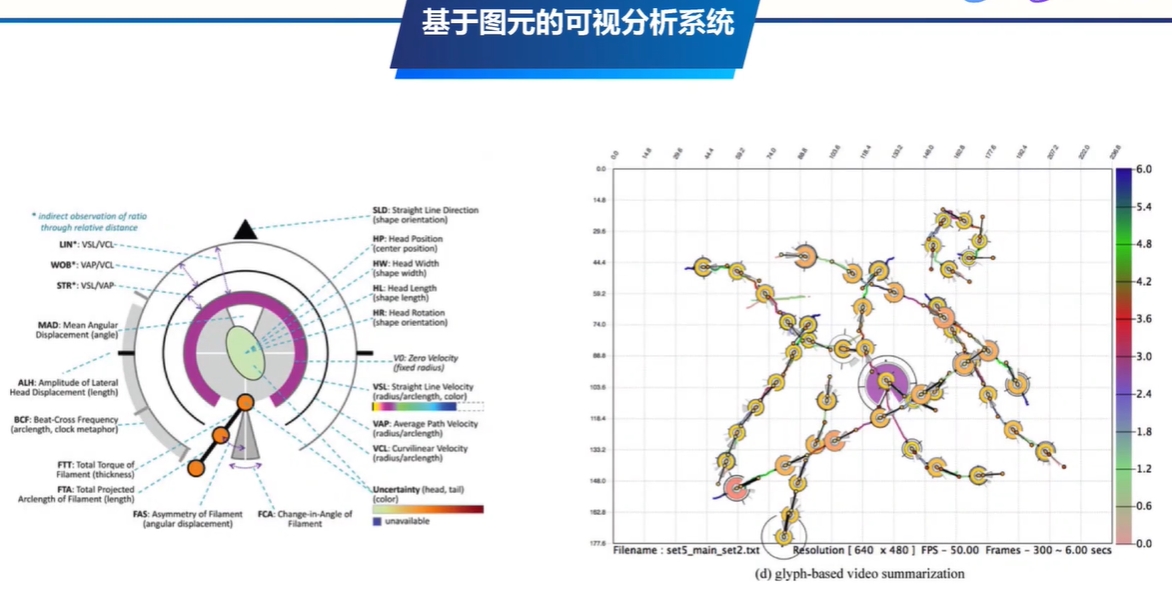 基于图元的可视分析系统
* indirect observation of ratio
through relative distance
LIN*: VSL/VCL
WOB*: VAP/VCL
STR*: VSL/VAP
MAD: Mean Angular
Displacement (angle)
ALH: Amplitude of Lateral
Head Displacement (length)
BCF: Beat-Cross Frequency
(arclength, clock metaphor)
FTT: Total Torque of
Filament (thickness)
FTA: Total Projected
Arclength of Filament (length)
FAS: Asymmetry of Filament
(angular displacement)
FCA: Change-in-Angle of
Filament
SLD: Straight Line Direction
(shape orientation)
HP: Head Position
(center position)
HW: Head Width
(shape width)
HL: Head Length
(shape length)
HR: Head Rotation
(shape orientation)
V0: Zero Velocity
(fixed radius)
VSL: Straight Line Velocity
(radius/arclength, color)
VAP: Average Path Velocity
(radius/arclength)
VCL: Curvilinear Velocity
(radius/arclength)
Uncertainty (head, tail)
(color)
unavailable
0.0 14.8 29.6 44.4 59.2 74.0 88.8 103.6 118.4 133.2 148.0 162.8 177.6 192.4 207.2 222.0 236.8
0.0
14.8
29.6
44.4
59.2
74.0
88.8
103.6
118.4
133.2
148.0
162.8
177.6
6.0
5.4
4.8
4.2
3.6
3.0
2.4
1.8
1.2
0.6
0.0
Filename : set5_main_set2.txt Resolution [ 640 x 480 ] FPS - 50.00 Frames - 300 ~ 6.00 secs
(d) glyph-based video summarization